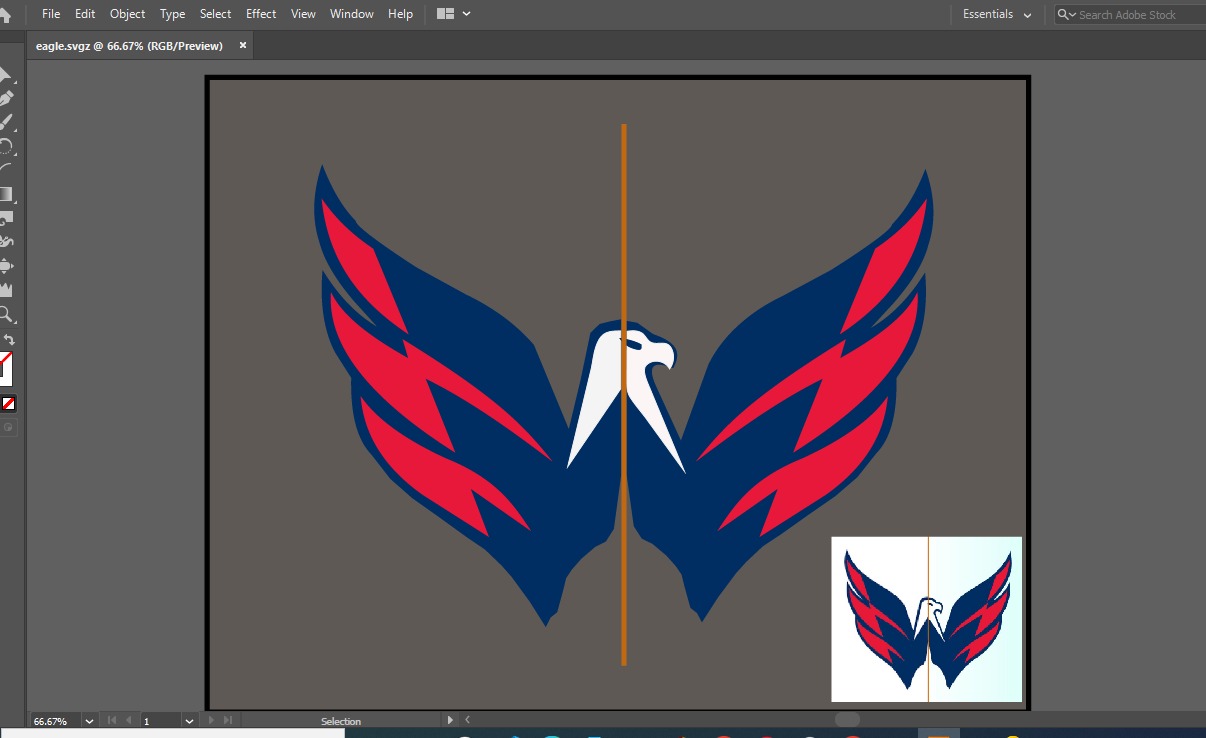 File Edit Object Type Select Effect View Window Help Essentials Search Adobe Stock
eagle.svgz @ 66.67% (RGB/Preview) ×
66.67% 1 Selection